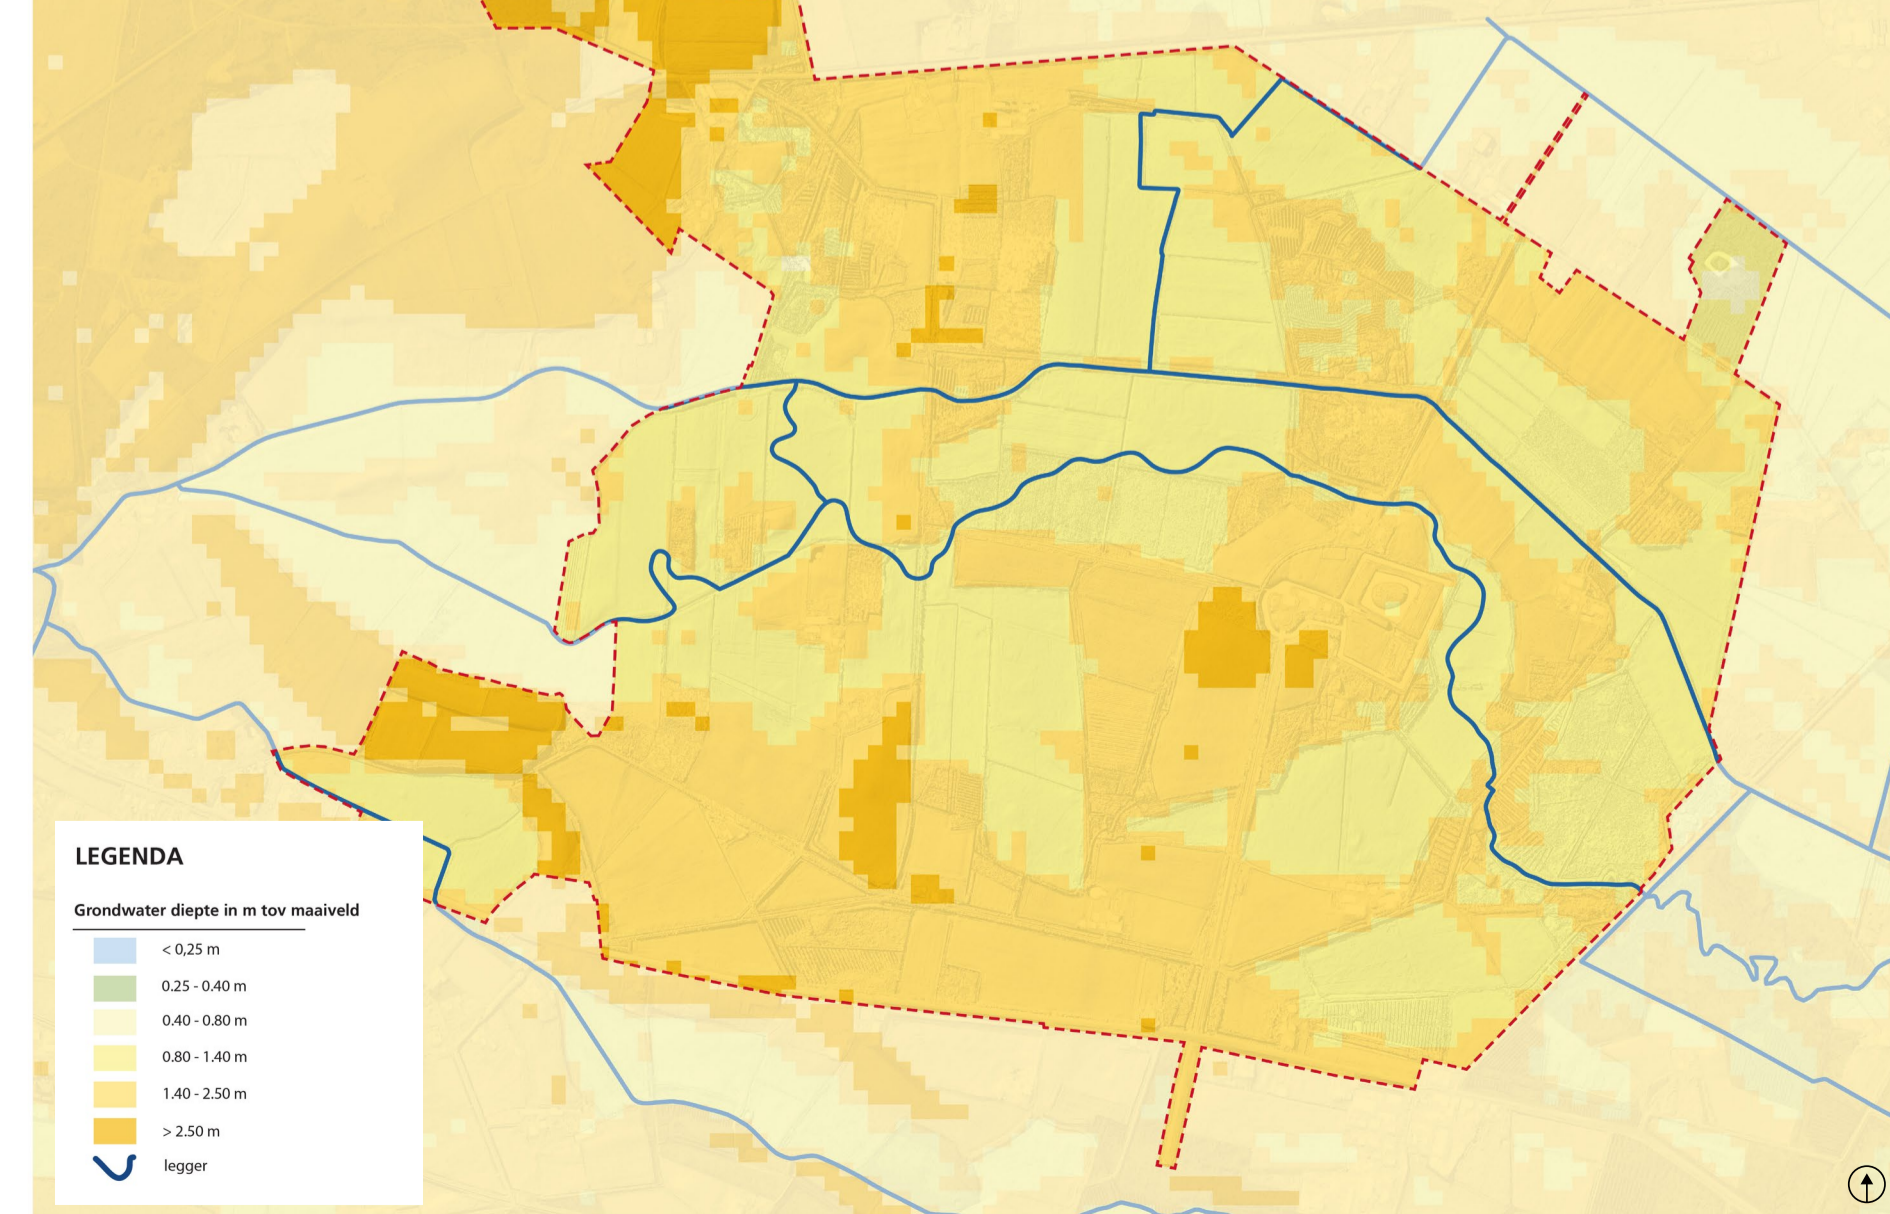 LEGENDA
Grondwater diepte in m tov maaiveld
< 0,25 m
0.25 - 0.40 m
0.40 - 0.80 m
0.80 - 1.40 m
1.40 - 2.50 m
> 2.50 m
legger